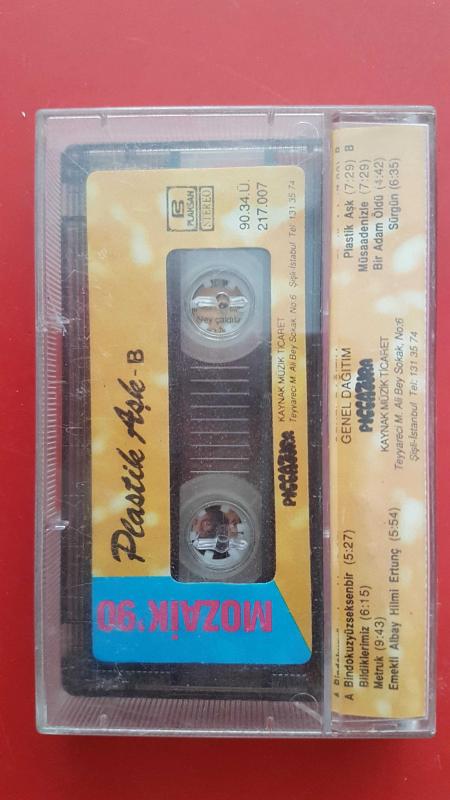 PLAKSAN
STEREO
90.34.Ü.
217.007
Plastik Aşk - B
MOZAİK '90
PICCATURA
KAYNAK MÜZİK TİCARET
Teyyareci M. Ali Bey Sokak, No:6 Şişli-İstanbul Tel: 131 35 74
A Bindokuzyüzseksenbir (5:27)
Bildiklerimiz (6:15)
Metruk (9:43)
Emekli Albay Hilmi Ertunç (5:54)
GENEL DAĞITIM
PICCATURA
KAYNAK MÜZİK TİCARET
Teyyareci M. Ali Bey Sokak, No:6
Şişli-İstanbul Tel: 131 35 74
Plastik Aşk (7:29) B
Müsaadenizle (7:29)
Bir Adam Öldü (4:42)
Sürgün (6:35)